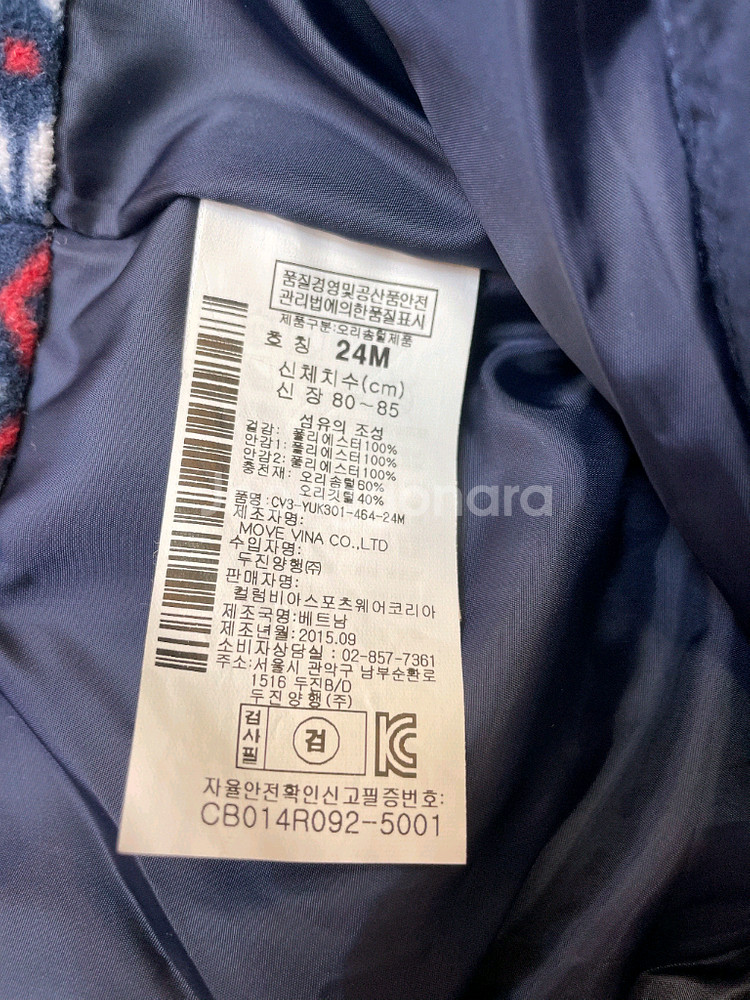 품질경영및공산품안전
관리법에의한품질표시
제품구분:오리솜털제품
호 칭 24M
신체치수(cm)
신 장 80~85
섬유의 조성
겉감: 폴리에스터100%
안감1: 폴리에스터100%
안감2: 폴리에스터100%
충전재: 오리솜털60%
오리깃털40%
품명:CV3-YUK301-464-24M
제조자명:
MOVE VINA CO.,LTD
수입자명:
두진양행㈜
판매자명:
컬럼비아스포츠웨어코리아
제조국명:베트남
제조년월:2015.09
소비자상담실 : 02-857-7361
주소:서울시 관악구 남부순환로
1516 두진B/D
두진양행(주)
검사필 검
자율안전확인신고필증번호:
CB014R092-5001